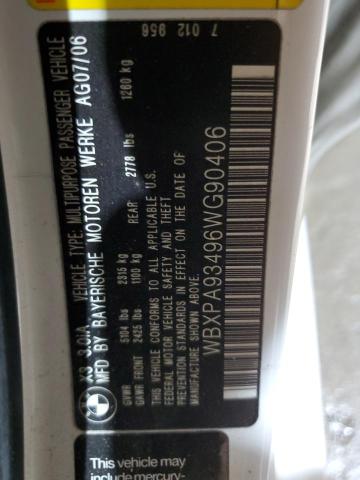 X3 3.0iA VEHICLE TYPE: MULTIPURPOSE PASSENGER VEHICLE
MFD BY BAYERISCHE MOTOREN WERKE AG07/06
GVWR 5104 lbs 2315 kg
GAWR FRONT 2425 lbs 1100 kg REAR 2778 lbs 1260 kg
THIS VEHICLE CONFORMS TO ALL APPLICABLE U.S.
FEDERAL MOTOR VEHICLE SAFETY AND THEFT
PREVENTION STANDARDS IN EFFECT ON THE DATE OF
MANUFACTURE SHOWN ABOVE.
WBXPA93496WG90406
7 012 956
This vehicle may
include mercury-